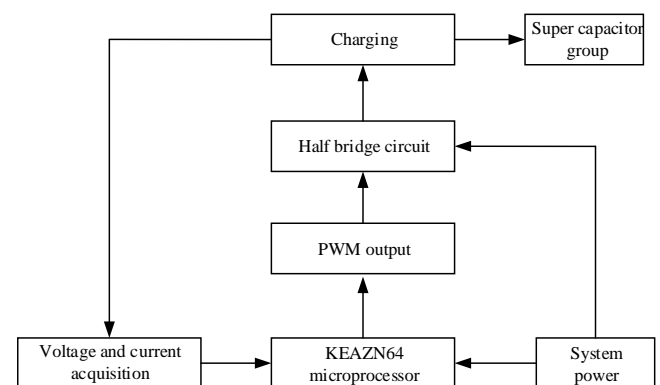 Charging
Super capacitor
group
Half bridge circuit
PWM output
Voltage and current
acquisition
KEAZN64
microprocessor
System
power